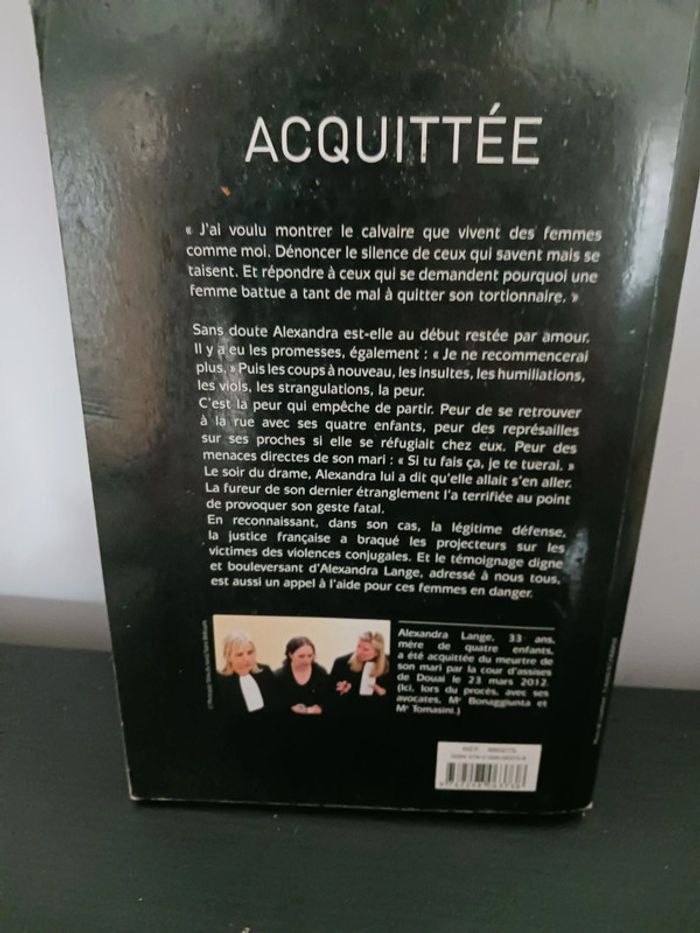 ACQUITTÉE
« J'ai voulu montrer le calvaire que vivent des femmes
comme moi. Dénoncer le silence de ceux qui savent mais se
taisent. Et répondre à ceux qui se demandent pourquoi une
femme battue a tant de mal à quitter son tortionnaire. »
Sans doute Alexandra est-elle au début restée par amour.
Il y a eu les promesses, également : « Je ne recommencerai
plus. » Puis les coups à nouveau, les insultes, les humiliations,
les viols, les strangulations, la peur.
C'est la peur qui empêche de partir. Peur de se retrouver
à la rue avec ses quatre enfants, peur des représailles
sur ses proches si elle se réfugiait chez eux. Peur des
menaces directes de son mari : « Si tu fais ça, je te tuerai. »
Le soir du drame, Alexandra lui a dit qu'elle allait s'en aller.
La fureur de son dernier étranglement l'a terrifiée au point
de provoquer son geste fatal.
En reconnaissant, dans son cas, la légitime défense,
la justice française a braqué les projecteurs sur les
victimes des violences conjugales. Et le témoignage digne
et bouleversant d'Alexandra Lange, adressé à nous tous,
est aussi un appel à l'aide pour ces femmes en danger.
Alexandra Lange, 33 ans,
mère de quatre enfants,
a été acquittée du meurtre de
son mari par la cour d'assises
de Douai le 23 mars 2012.
(Ici, lors du procès, avec ses
avocates, Me Bonaggiunta et
Me Tomasini.)